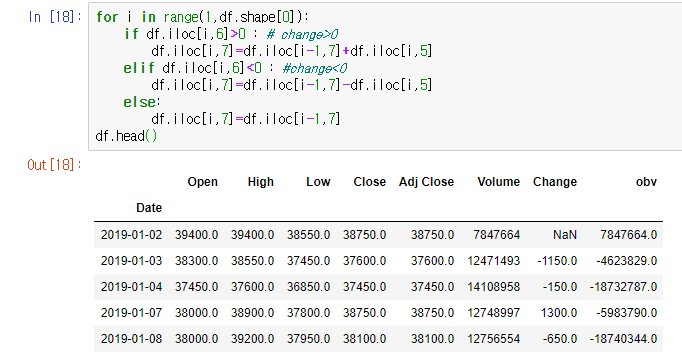 In [18]: for i in range(1,df.shape[0]):
if df.iloc[i,6]>0 : # change>0
df.iloc[i,7]=df.iloc[i-1,7]+df.iloc[i,5]
elif df.iloc[i,6]<0 : #change<0
df.iloc[i,7]=df.iloc[i-1,7]-df.iloc[i,5]
else:
df.iloc[i,7]=df.iloc[i-1,7]
df.head()
Out[18]:
Open High Low Close Adj Close Volume Change obv
Date
2019-01-02 39400.0 39400.0 38550.0 38750.0 38750.0 7847664 NaN 7847664.0
2019-01-03 38300.0 38550.0 37450.0 37600.0 37600.0 12471493 -1150.0 -4623829.0
2019-01-04 37450.0 37600.0 36850.0 37450.0 37450.0 14108958 -150.0 -18732787.0
2019-01-07 38000.0 38900.0 37800.0 38750.0 38750.0 12748997 1300.0 -5983790.0
2019-01-08 38000.0 39200.0 37950.0 38100.0 38100.0 12756554 -650.0 -18740344.0